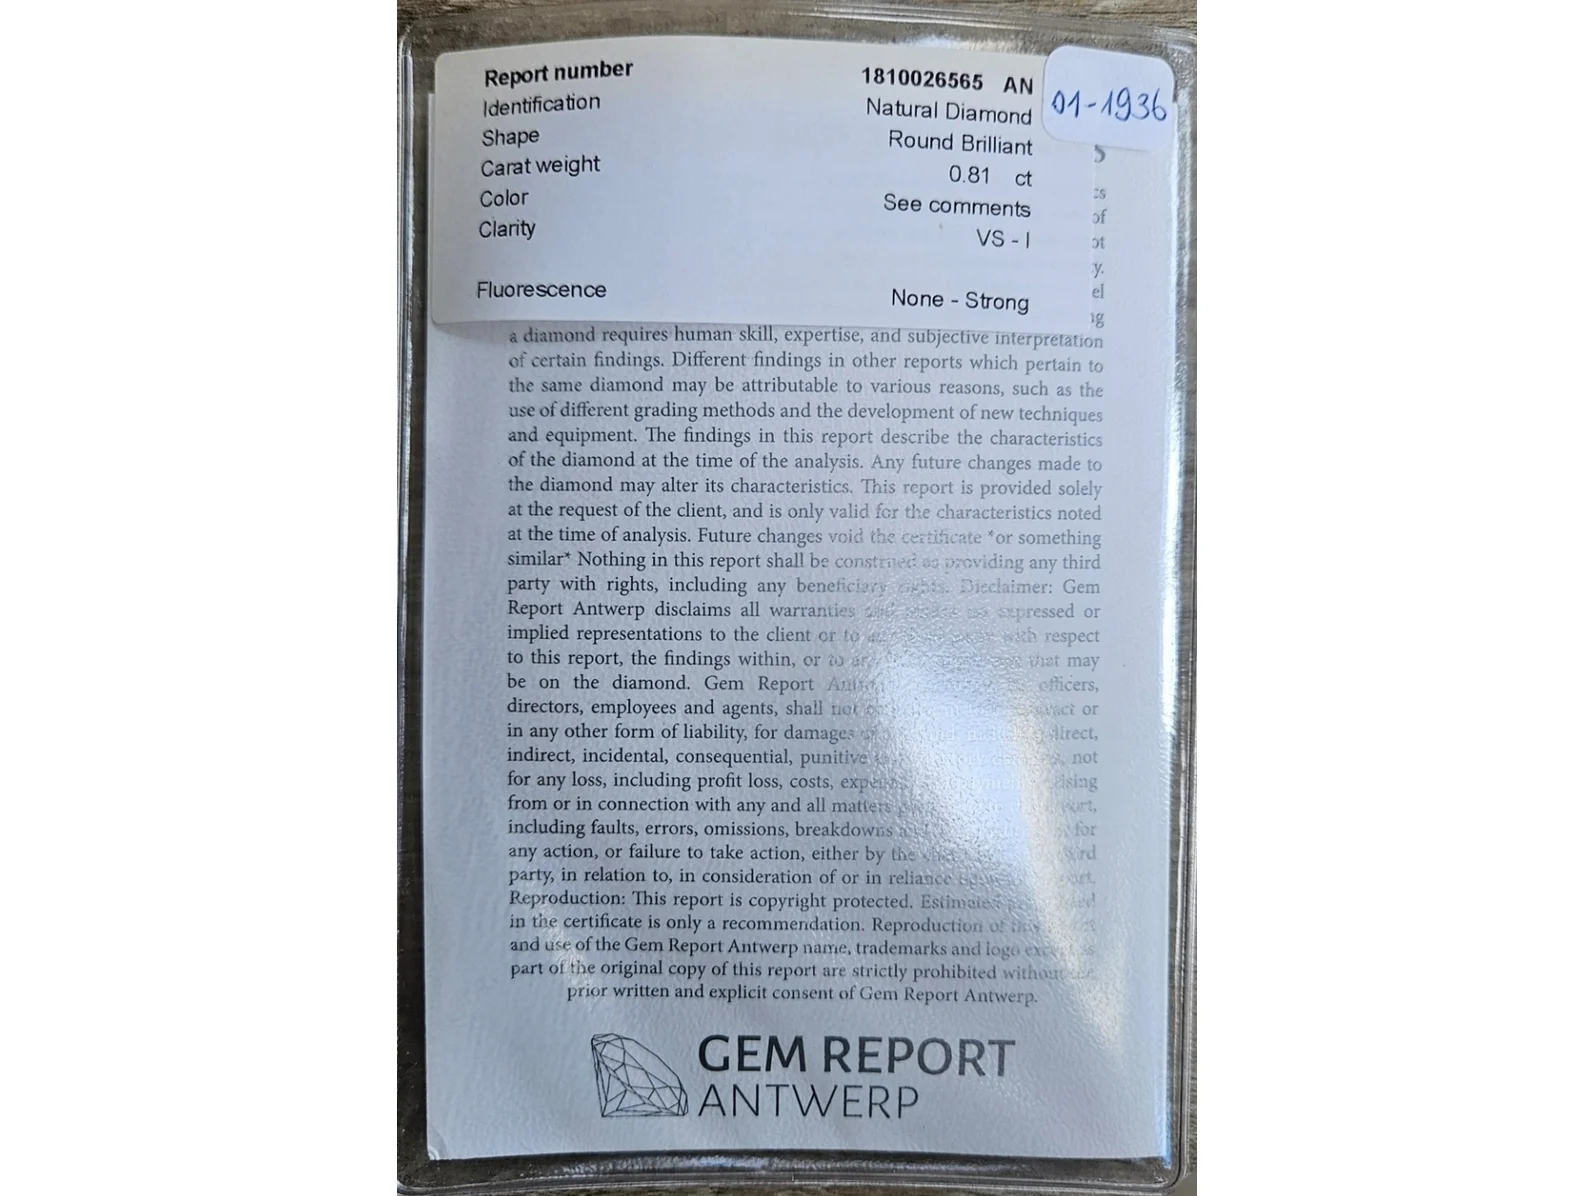 Report number 1810026565 AN
01-1936
Identification Natural Diamond
Shape Round Brilliant
Carat weight 0.81 ct
Color See comments
Clarity VS - I
Fluorescence None - Strong
a diamond requires human skill, expertise, and subjective interpretation
of certain findings. Different findings in other reports which pertain to
the same diamond may be attributable to various reasons, such as the
use of different grading methods and the development of new techniques
and equipment. The findings in this report describe the characteristics
of the diamond at the time of the analysis. Any future changes made to
the diamond may alter its characteristics. This report is provided solely
at the request of the client, and is only valid for the characteristics noted
at the time of analysis. Future changes void the certificate *or something
similar* Nothing in this report shall be construed as providing any third
party with rights, including any beneficiary rights. Disclaimer: Gem
Report Antwerp disclaims all warranties expressed or
implied representations to the client or to with respect
to this report, the findings within, or to that may
be on the diamond. Gem Report officers,
directors, employees and agents, shall not or
in any other form of liability, for damages direct,
indirect, incidental, consequential, punitive not
for any loss, including profit loss, costs,
from or in connection with any and all matters
including faults, errors, omissions, breakdowns for
any action, or failure to take action, either by the
party, in relation to, in consideration of or in reliance
Reproduction: This report is copyright protected. Estimated
in the certificate is only a recommendation. Reproduction of
and use of the Gem Report Antwerp name, trademarks and logo
part of the original copy of this report are strictly prohibited without
prior written and explicit consent of Gem Report Antwerp.
GEM REPORT
ANTWERP